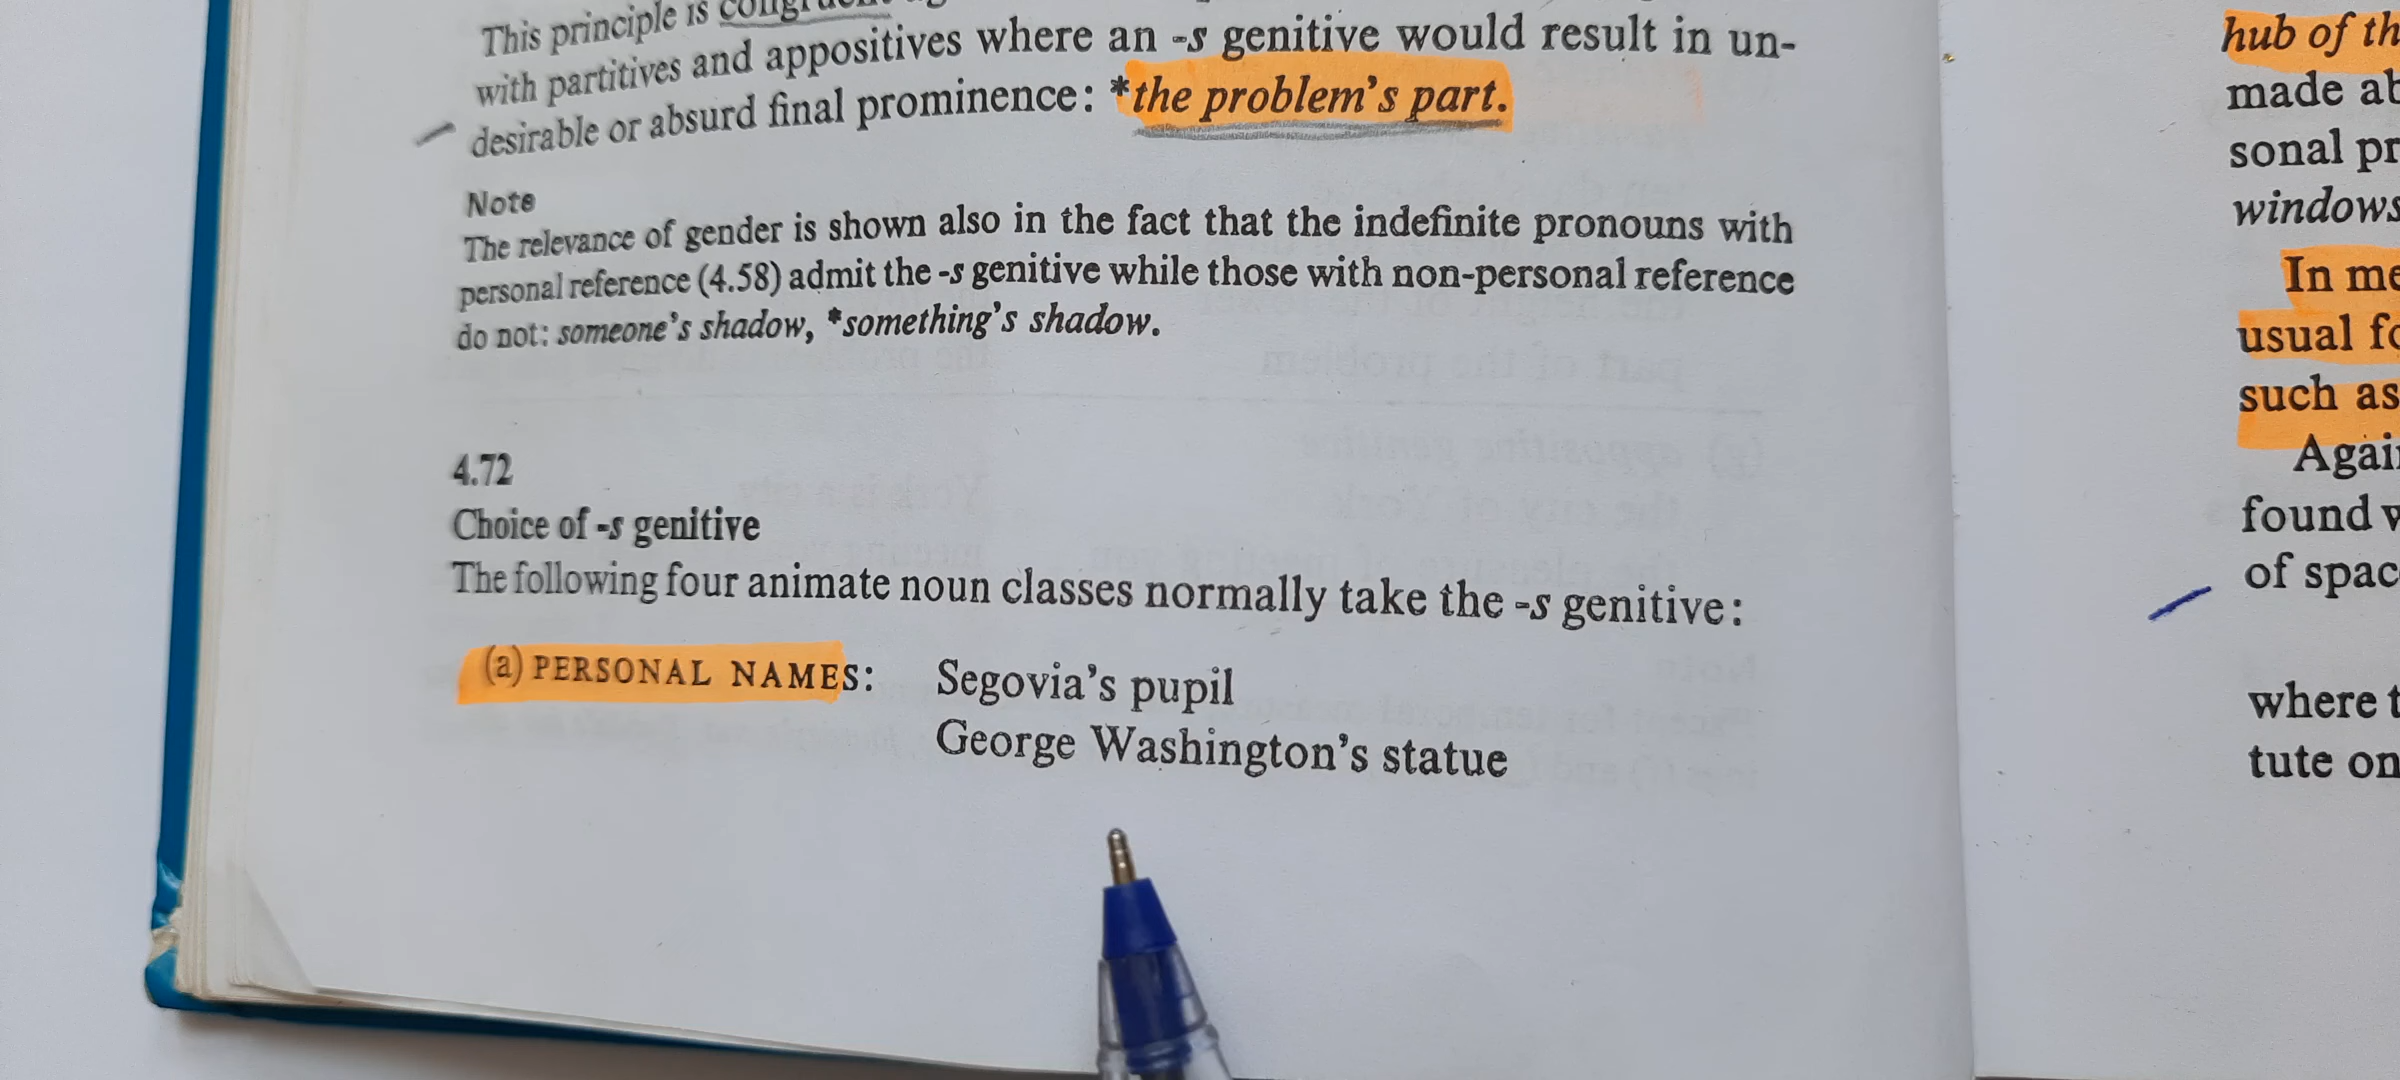 This principle is
with partitives and appositives where an -s genitive would result in un-
desirable or absurd final prominence: *the problem's part.
Note
The relevance of gender is shown also in the fact that the indefinite pronouns with
personal reference (4.58) admit the -s genitive while those with non-personal reference
do not: someone's shadow, *something's shadow.
4.72
Choice of -s genitive
The following four animate noun classes normally take the -s genitive:
(a) PERSONAL NAMES: Segovia's pupil
George Washington's statue
hub of th
made ab
sonal pr
windows
In me
usual fo
such as
Again
found w
of spac
where t
tute on